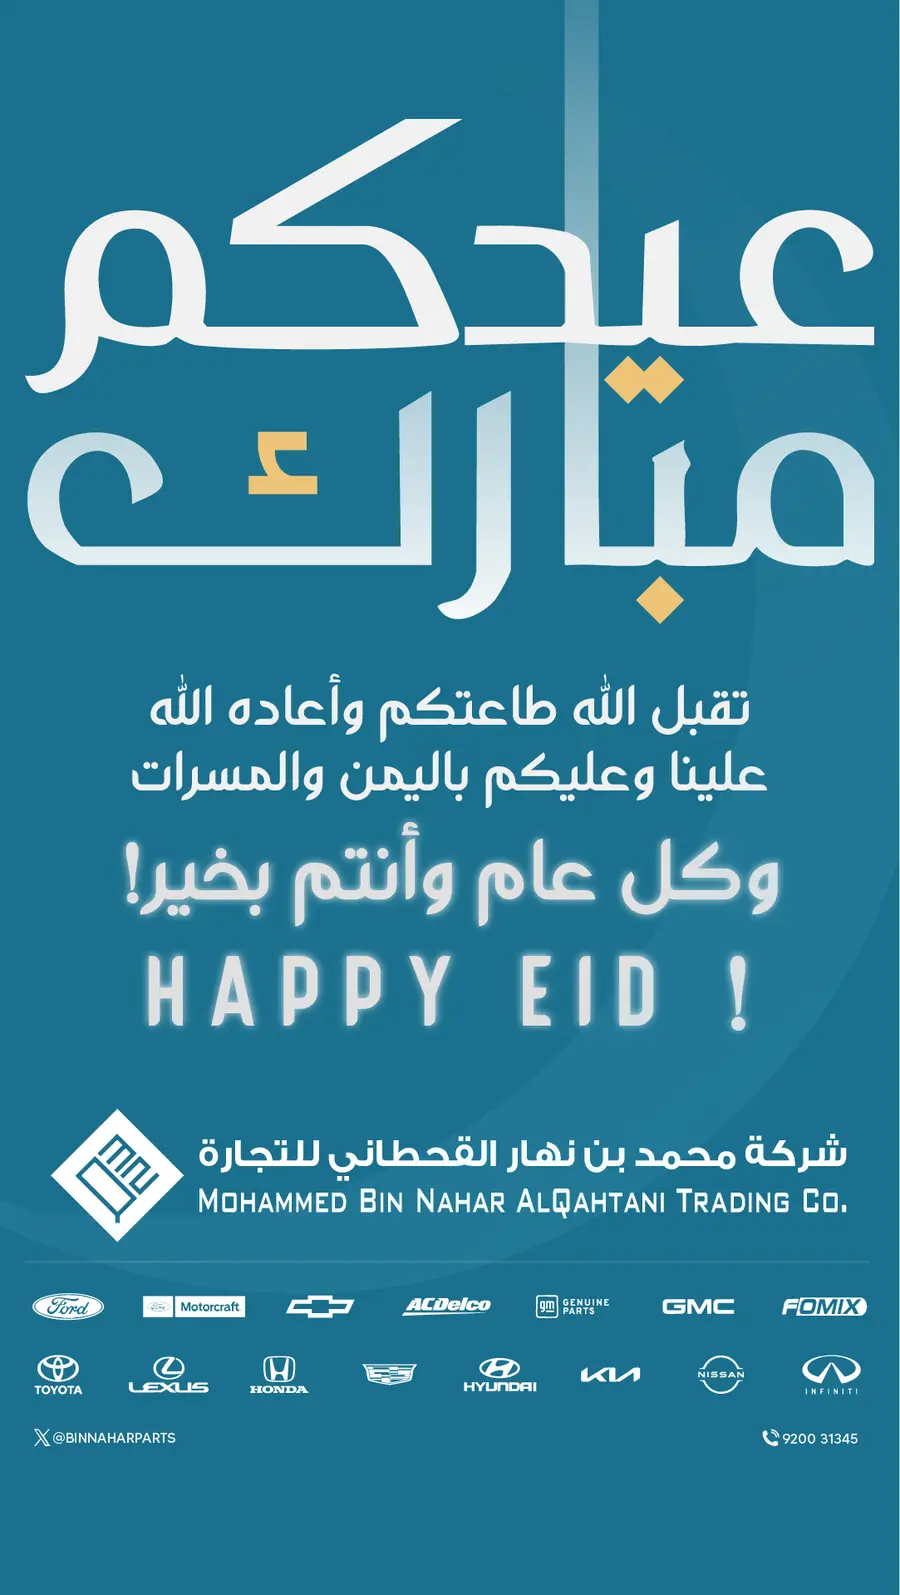 عيدكم
مبارك
تقبل الله طاعتكم وأعاده الله
علينا وعليكم باليمن والمسرات
وكل عام وأنتم بخير!
HAPPY EID !
شركة محمد بن نهار القحطاني للتجارة
MOHAMMED BIN NAHAR ALQAHTANI TRADING CO.
Ford Ford Motorcraft ACDelco gm GENUINE PARTS GMC FOMIX
TOYOTA LEXUS HONDA HYUNDAI KIA NISSAN INFINITI
X @BINNAHARPARTS 9200 31345